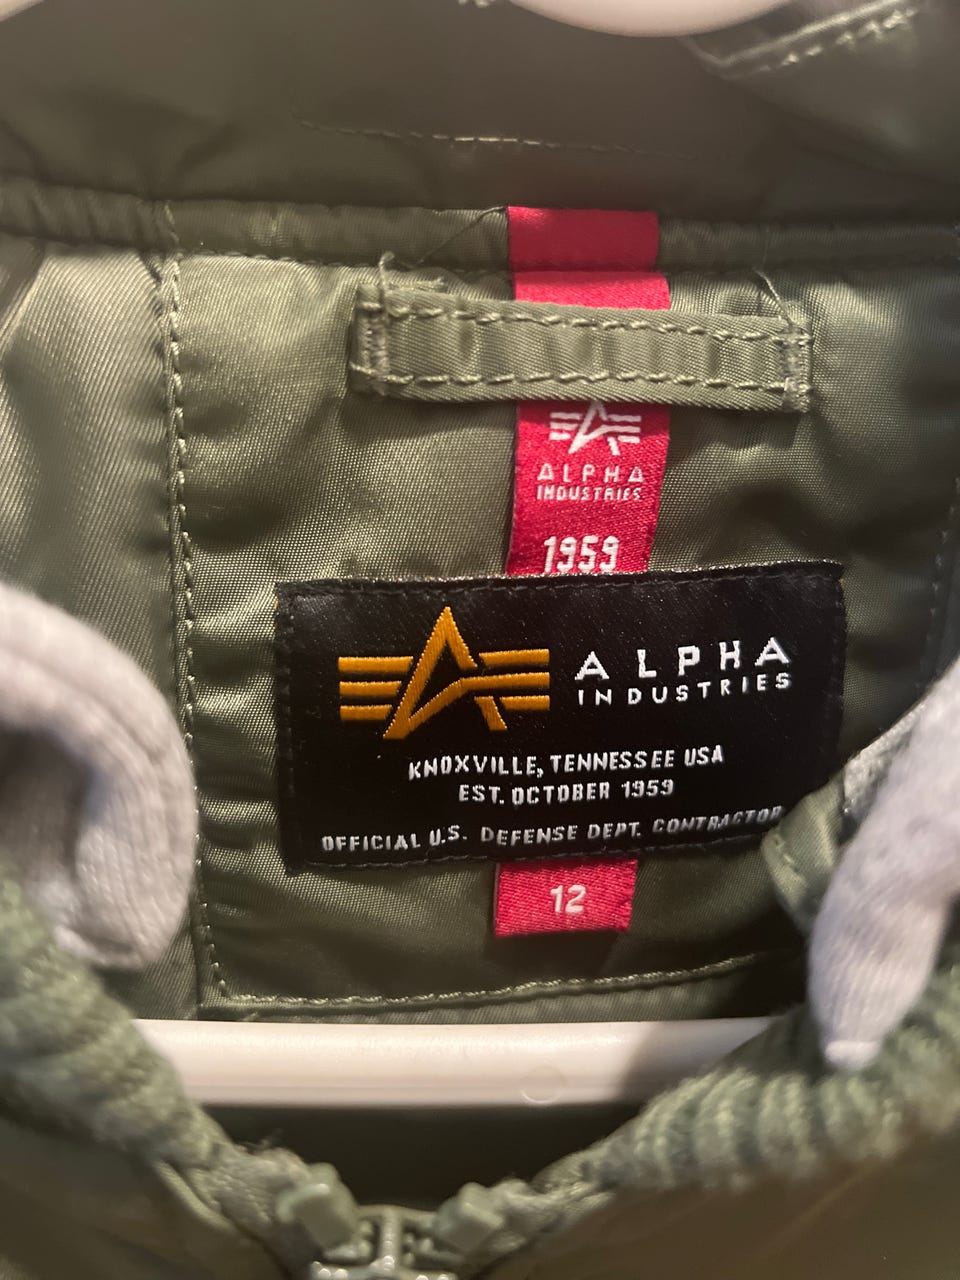 ALPHA
INDUSTRIES
1959
ALPHA
INDUSTRIES
KNOXVILLE, TENNESSEE USA
EST. OCTOBER 1959
OFFICIAL U.S. DEFENSE DEPT. CONTRACTOR
12